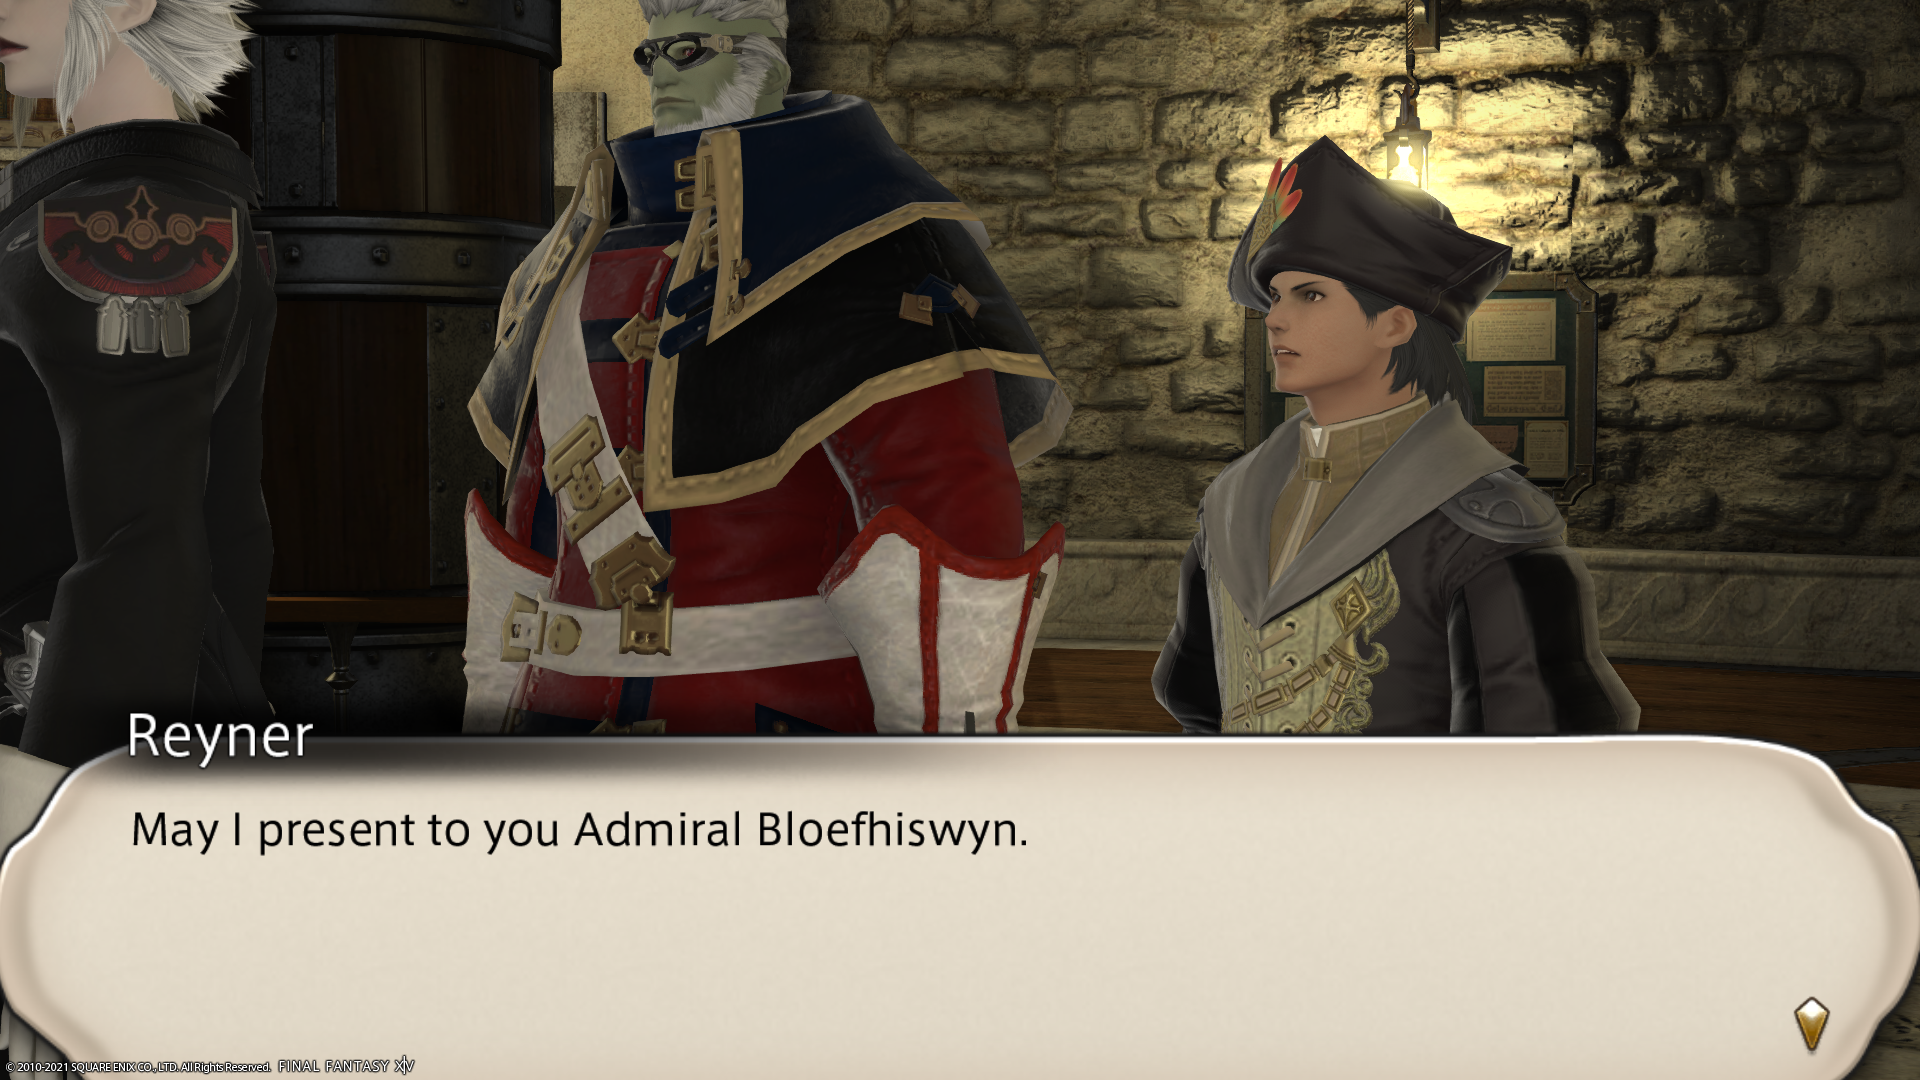 Reyner
May I present to you Admiral Bloefhiswyn.
© 2010-2021 SQUARE ENIX CO., LTD. All Rights Reserved. FINAL FANTASY XIV